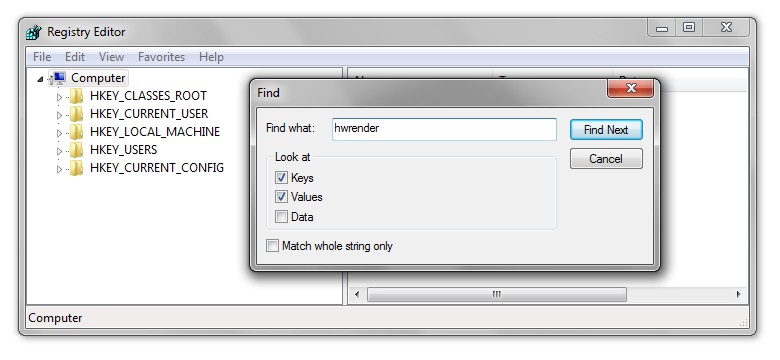 Registry Editor
File Edit View Favorites Help
Computer
HKEY_CLASSES_ROOT
HKEY_CURRENT_USER
HKEY_LOCAL_MACHINE
HKEY_USERS
HKEY_CURRENT_CONFIG
Find
Find what: hwrender
Find Next
Look at
Cancel
Keys
Values
Data
Match whole string only
Computer